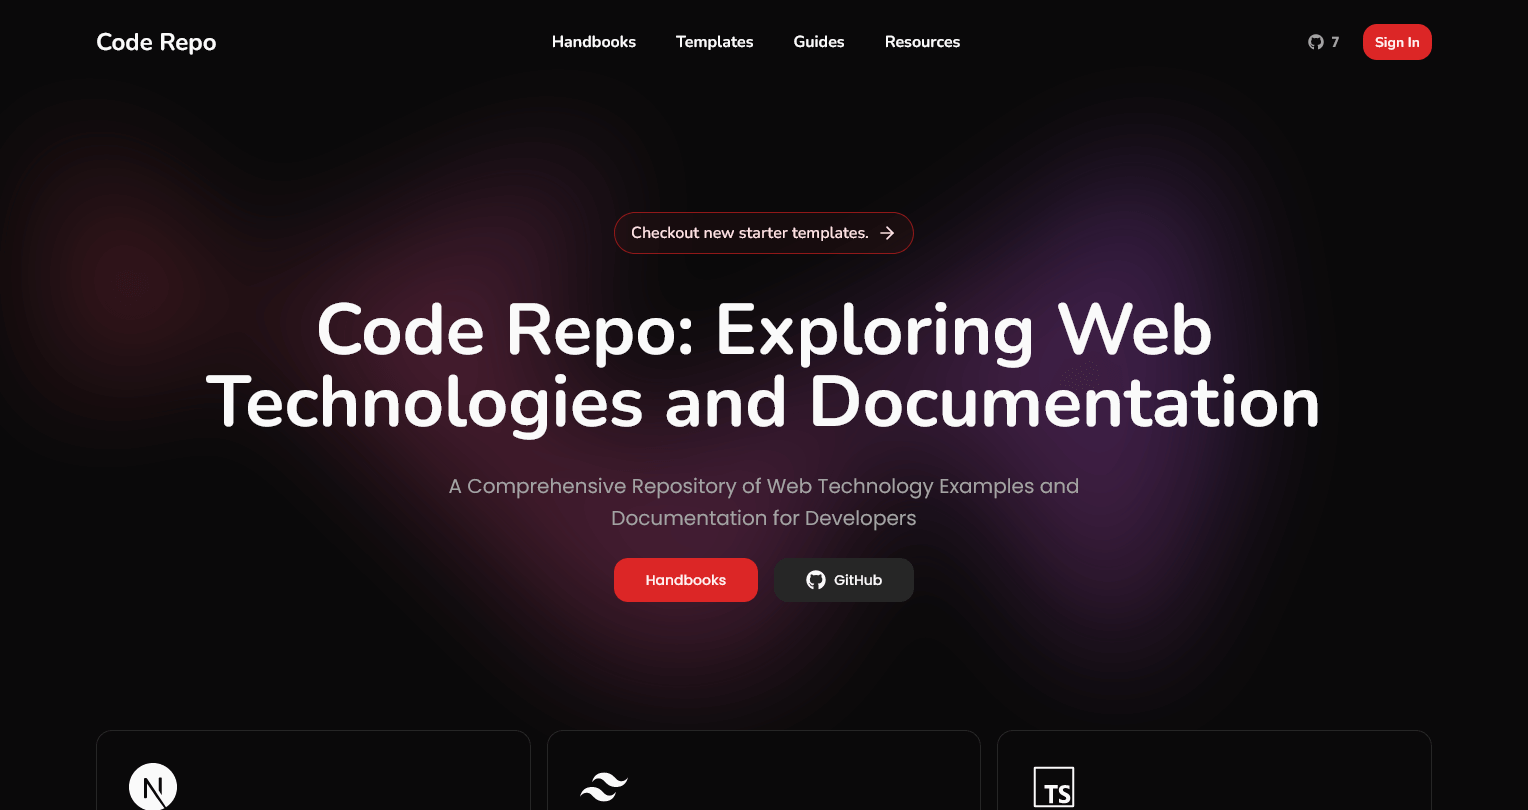 Code Repo
Handbooks
Templates
Guides
Resources
7
Sign In
Checkout new starter templates.
Code Repo: Exploring Web
Technologies and Documentation
A Comprehensive Repository of Web Technology Examples and
Documentation for Developers
Handbooks
GitHub
N
TS